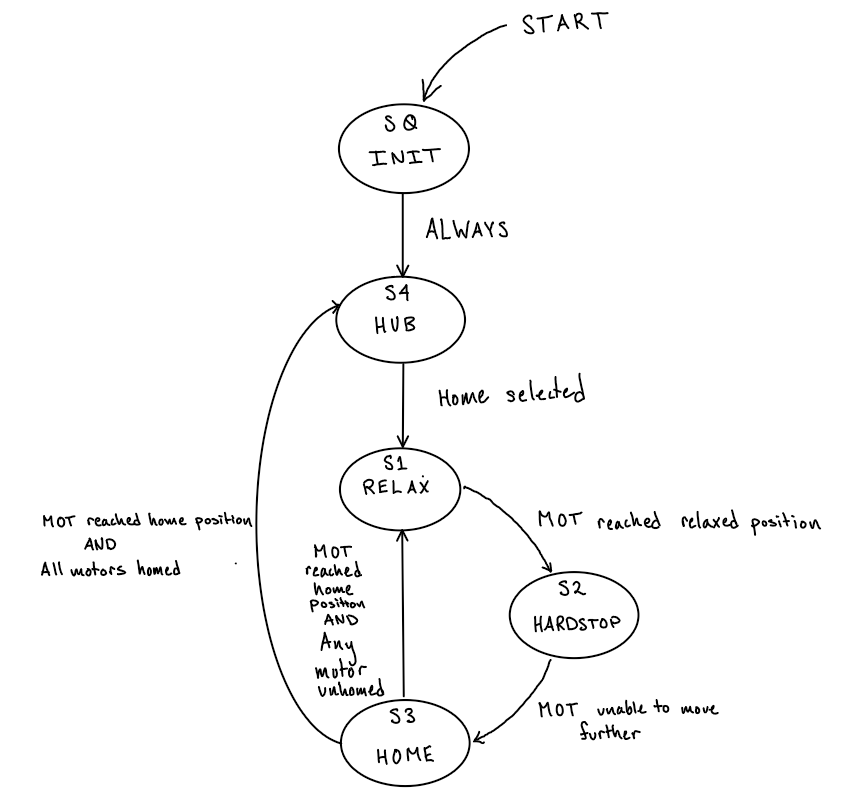 START
S0
INIT
ALWAYS
S4
HUB
Home selected
S1
RELAX
MOT reached relaxed position
MOT reached home position
AND
All motors homed
MOT
reached
home
position
AND
Any
motor
unhomed
S2
HARDSTOP
MOT unable to move
further
S3
HOME